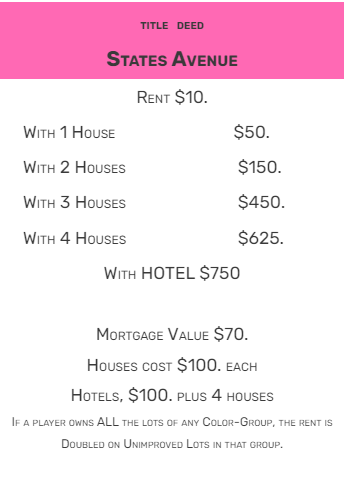 TITLE DEED
STATES AVENUE
RENT $10.
WITH 1 HOUSE $50.
WITH 2 HOUSES $150.
WITH 3 HOUSES $450.
WITH 4 HOUSES $625.
WITH HOTEL $750
MORTGAGE VALUE $70.
HOUSES COST $100. EACH
HOTELS, $100. PLUS 4 HOUSES
IF A PLAYER OWNS ALL THE LOTS OF ANY COLOR-GROUP, THE RENT IS
DOUBLED ON UNIMPROVED LOTS IN THAT GROUP.